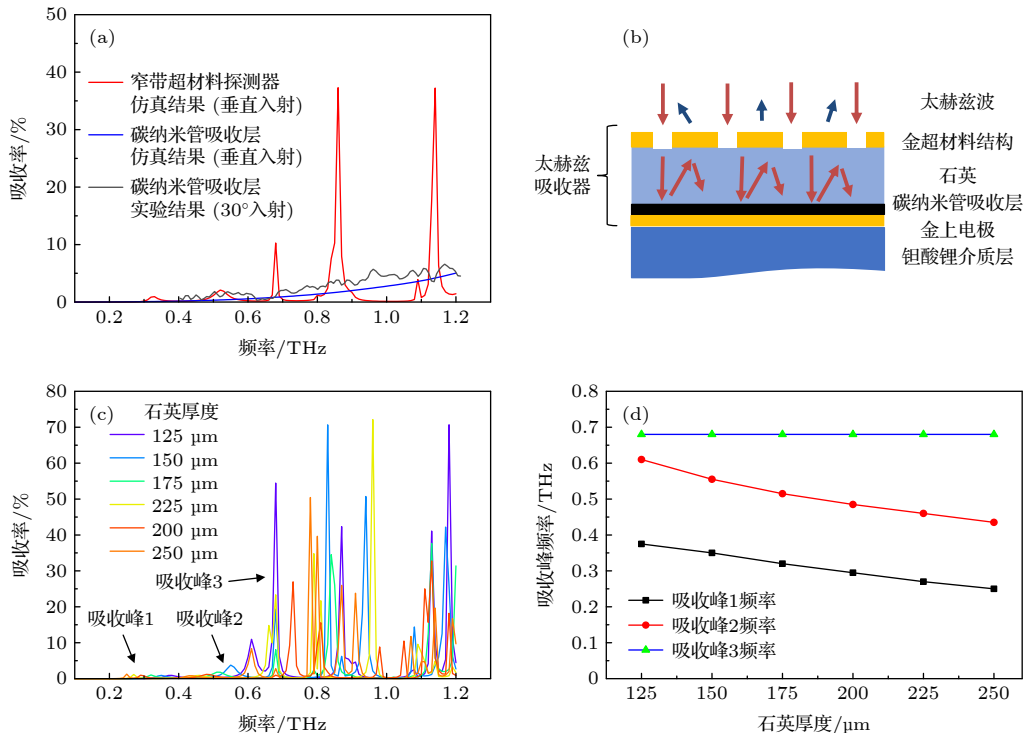 (a)
50
40
30
20
10
0
吸收率/%
0.2 0.4 0.6 0.8 1.0 1.2
频率/THz
窄带超材料探测器
仿真结果 (垂直入射)
碳纳米管吸收层
仿真结果 (垂直入射)
碳纳米管吸收层
实验结果 (30°入射)
(b)
太赫兹波
金超材料结构
太赫兹
吸收器
石英
碳纳米管吸收层
金上电极
钽酸锂介质层
(c)
80
70
60
50
40
30
20
10
0
吸收率/%
石英厚度
125 µm
150 µm
175 µm
225 µm
200 µm
250 µm
吸收峰3
吸收峰1
吸收峰2
0.2 0.4 0.6 0.8 1.0 1.2
频率/THz
(d)
0.8
0.7
0.6
0.5
0.4
0.3
0.2
0.1
0
吸收峰频率/THz
吸收峰1频率
吸收峰2频率
吸收峰3频率
125 150 175 200 225 250
石英厚度/µm